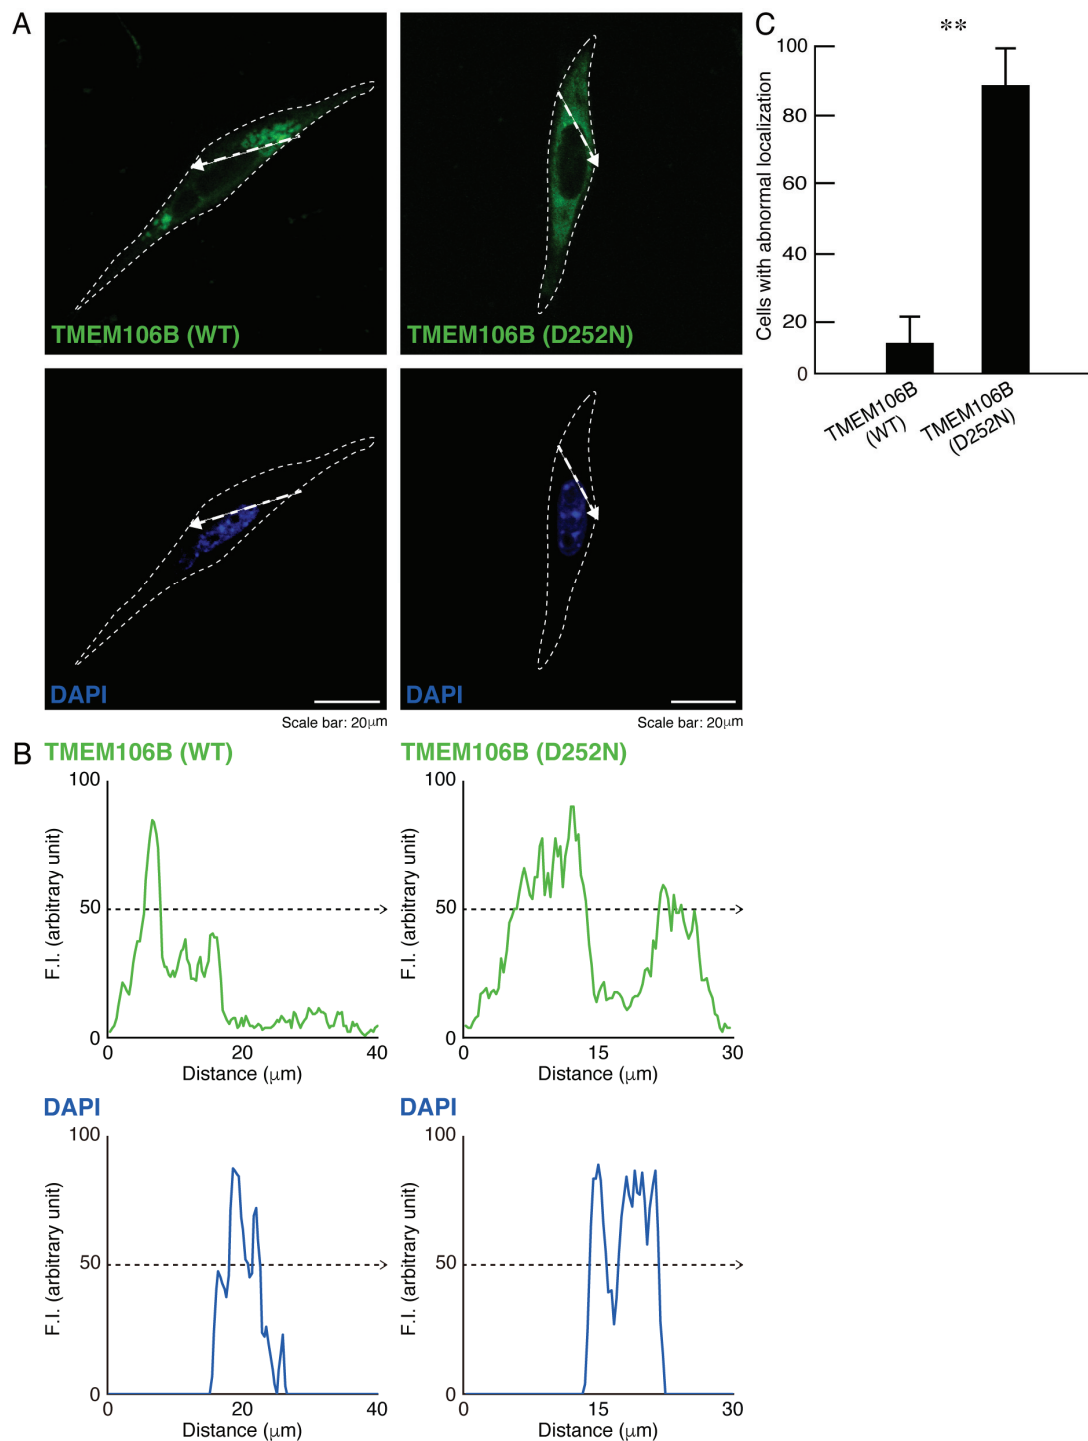 A
TMEM106B (WT)
TMEM106B (D252N)
DAPI
DAPI
Scale bar: 20μm
Scale bar: 20μm
C
**
Cells with abnormal localization
100
80
60
40
20
0
TMEM106B
(WT)
TMEM106B
(D252N)
B
TMEM106B (WT)
F.I. (arbitrary unit)
100
50
0
0
20
40
Distance (μm)
TMEM106B (D252N)
F.I. (arbitrary unit)
100
50
0
0
15
30
Distance (μm)
DAPI
F.I. (arbitrary unit)
100
50
0
0
20
40
Distance (μm)
DAPI
F.I. (arbitrary unit)
100
50
0
0
15
30
Distance (μm)